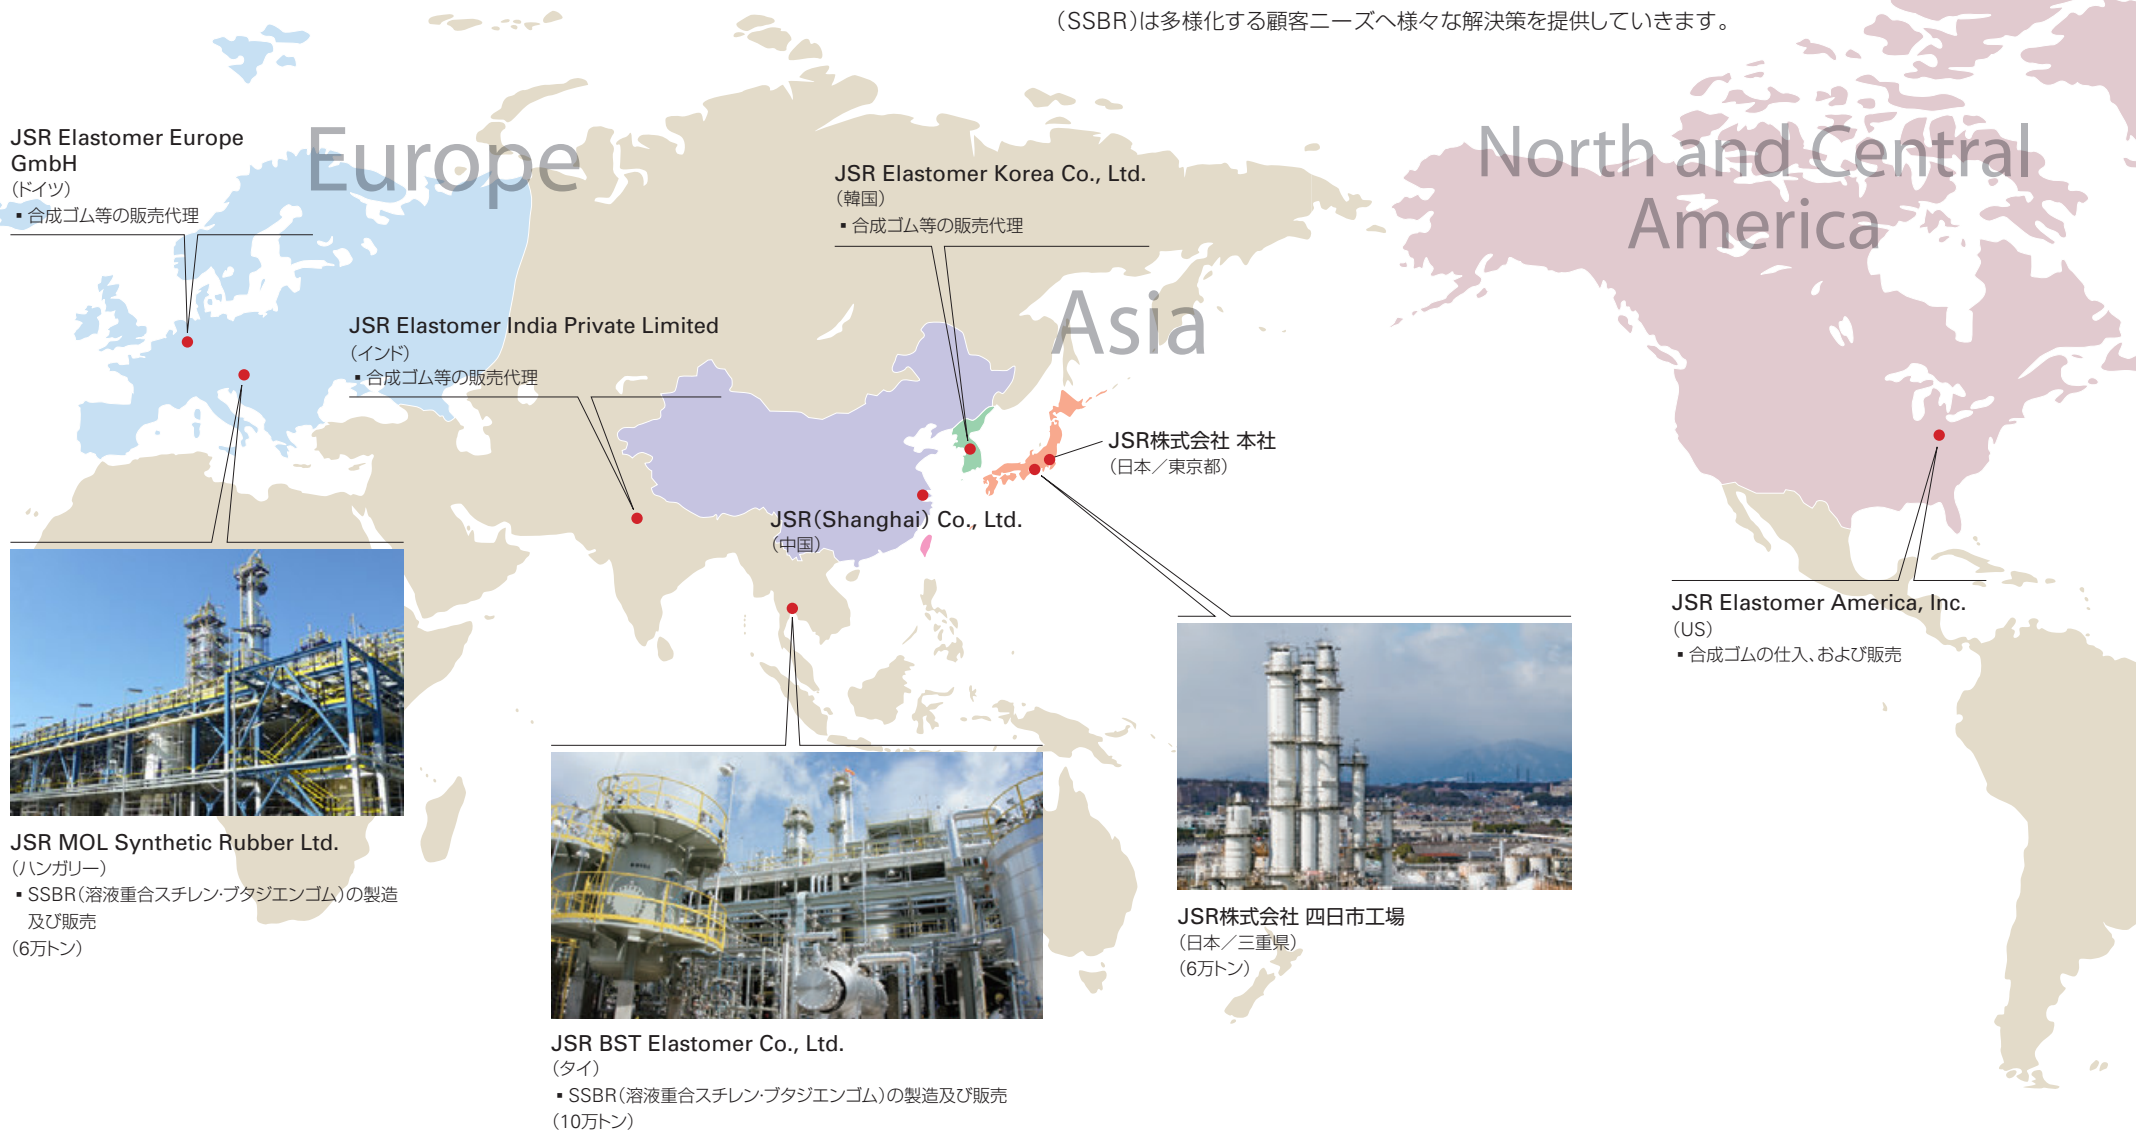 （SSBR）は多様化する顧客ニーズへ様々な解決策を提供していきます。
Europe
North and Central
America
Asia
JSR Elastomer Europe
GmbH
（ドイツ）
▪ 合成ゴム等の販売代理
JSR Elastomer Korea Co., Ltd.
（韓国）
▪ 合成ゴム等の販売代理
JSR Elastomer India Private Limited
（インド）
▪ 合成ゴム等の販売代理
JSR株式会社 本社
（日本／東京都）
JSR（Shanghai）Co., Ltd.
（中国）
JSR Elastomer America, Inc.
（US）
▪ 合成ゴムの仕入、および販売
JSR MOL Synthetic Rubber Ltd.
（ハンガリー）
▪ SSBR（溶液重合スチレン・ブタジエンゴム）の製造
及び販売
（6万トン）
JSR株式会社 四日市工場
（日本／三重県）
（6万トン）
JSR BST Elastomer Co., Ltd.
（タイ）
▪ SSBR（溶液重合スチレン・ブタジエンゴム）の製造及び販売
（10万トン）